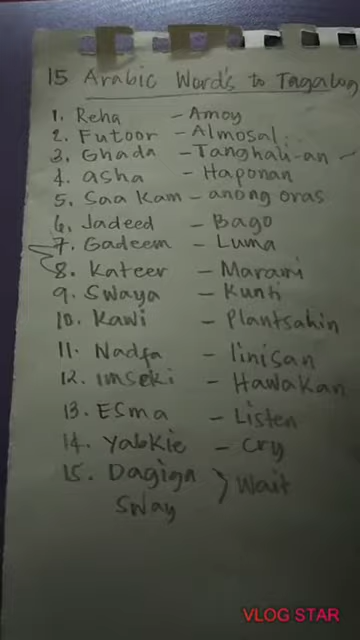 15 Arabic Word's to Tagalog
1. Reha - Amoy
2. Futoor - Almosal
3. Ghada - Tanghali-an
4. asha - Haponan
5. Saa Kam - anong oras
6. Jadeed - Bago
7. Gadeem - Luma
8. Kateer - Marami
9. Swaya - Kunti
10. Kawi - Plantsahin
11. Nadfa - linisan
12. imseki - Hawakan
13. Esma - Listen
14. Yabkie - Cry
15. Dagiga } Wait
Sway
VLOG STAR